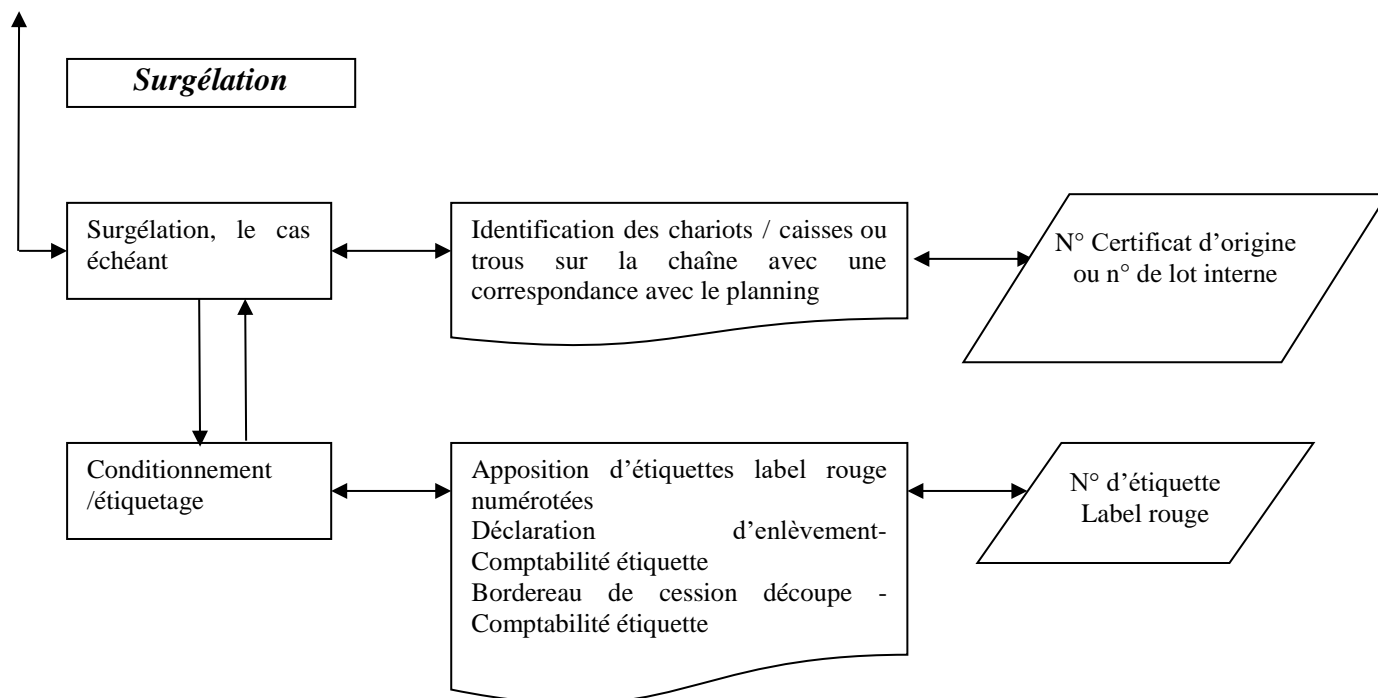 Surgélation
Surgélation, le cas
échéant
Identification des chariots / caisses ou
trous sur la chaîne avec une
correspondance avec le planning
N° Certificat d’origine
ou n° de lot interne
Conditionnement
/étiquetage
Apposition d’étiquettes label rouge
numérotées
Déclaration d’enlèvement-
Comptabilité étiquette
Bordereau de cession découpe -
Comptabilité étiquette
N° d’étiquette
Label rouge